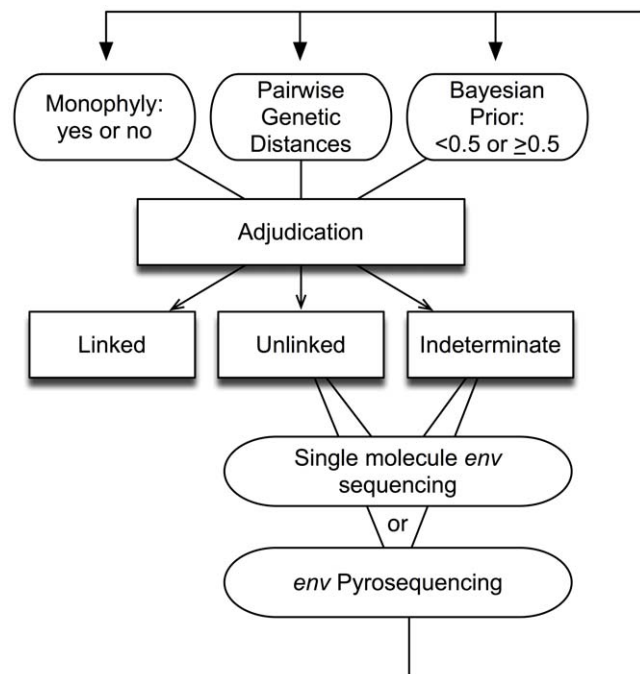 Monophyly:
yes or no
Pairwise
Genetic
Distances
Bayesian
Prior:
<0.5 or ≥0.5
Adjudication
Linked
Unlinked
Indeterminate
Single molecule env
sequencing
or
env Pyrosequencing